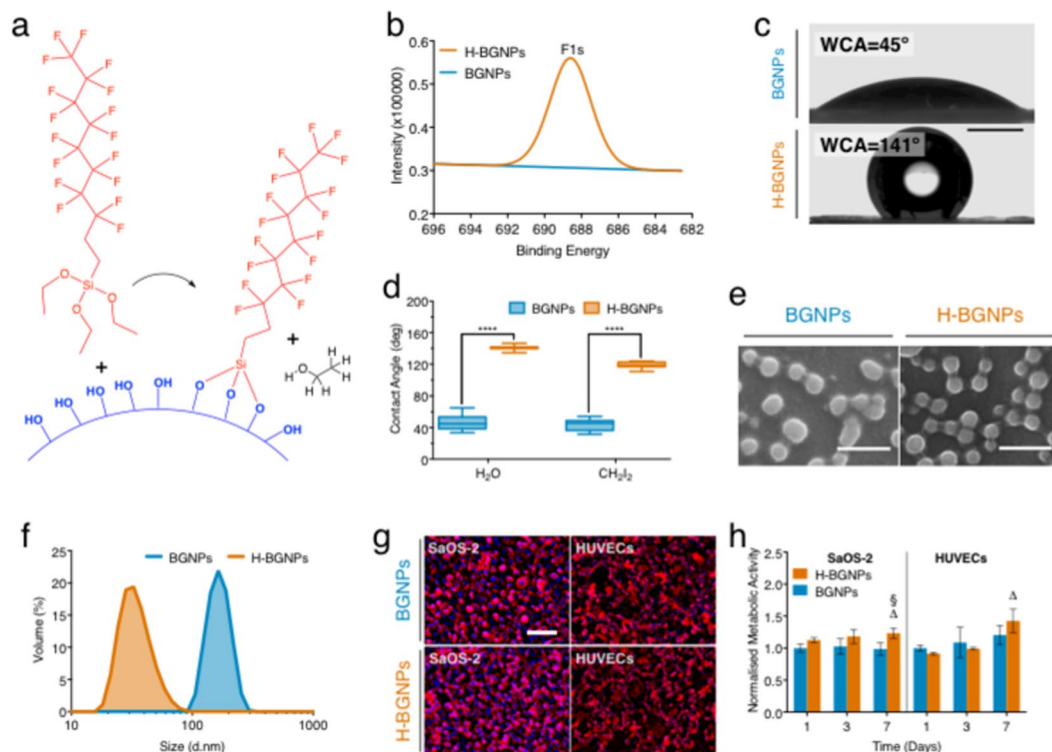 a
F F
F F
F F
F F
F F
F F
F F
F F
F
Si
O O
O
+
HO HO HO OH OH OH
F F
F F
F F
F F
F F
F F
F F
F F
F
Si
O O O
OH
+
H O H H H
b
H-BGNPs
BGNPs
F1s
Intensity (x100000)
0.6
0.5
0.4
0.3
0.2
696 694 692 690 688 686 684 682
Binding Energy
c
BGNPs
WCA=45°
H-BGNPs
WCA=141°
d
BGNPs H-BGNPs
Contact Angle (deg)
200
160
120
80
40
0
**** ****
H₂O CH₂I₂
e
BGNPs H-BGNPs
f
BGNPs H-BGNPs
Volume (%)
25
20
15
10
5
0
10 100 1000
Size (d.nm)
g
BGNPs
SaOS-2 HUVECs
H-BGNPs
SaOS-2 HUVECs
h
SaOS-2 HUVECs
H-BGNPs
BGNPs
Normalised Metabolic Activity
2.5
2.0
1.5
1.0
0.5
0.0
§
Δ Δ
1 3 7 1 3 7
Time (Days)